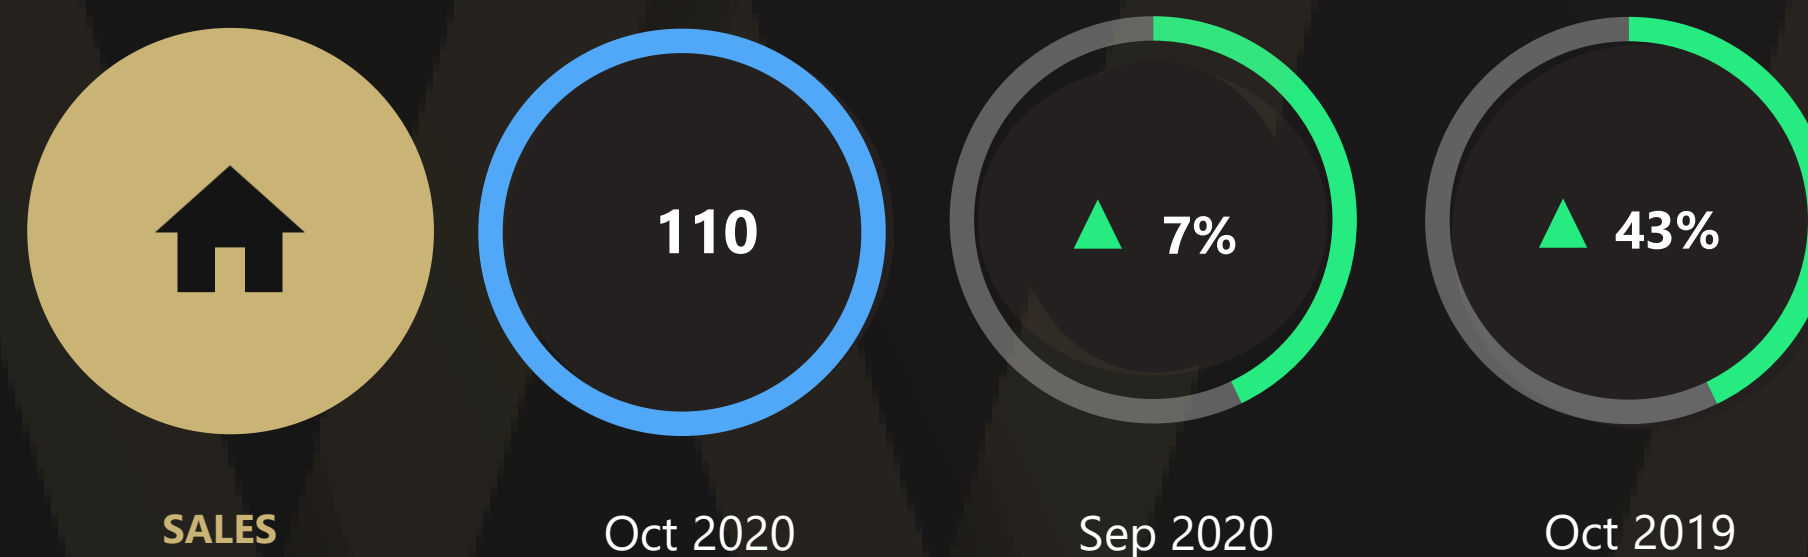 110
▲ 7%
▲ 43%
SALES
Oct 2020
Sep 2020
Oct 2019